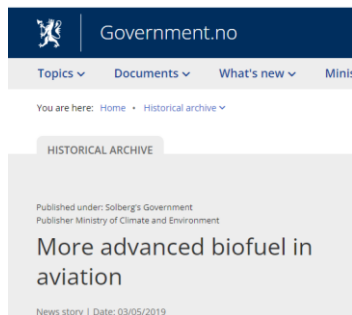 Government.no
Topics Documents What's new Minis
You are here: Home • Historical archive
HISTORICAL ARCHIVE
Published under: Solberg's Government
Publisher Ministry of Climate and Environment
More advanced biofuel in
aviation
News story | Date: 03/05/2019